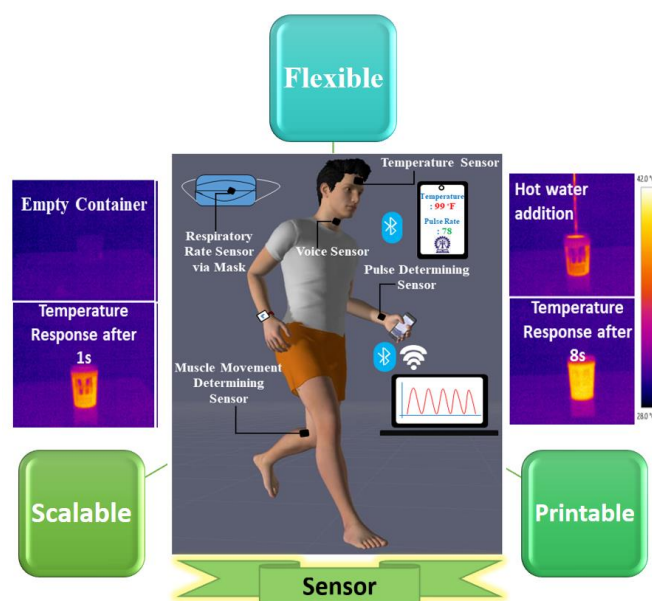 Flexible
Empty Container
Temperature
Response after
1s
Respiratory
Rate Sensor
via Mask
Temperature Sensor
Voice Sensor
Temperature
: 99 °F
Pulse Rate
: 78
Pulse Determining
Sensor
Muscle Movement
Determining
Sensor
Hot water
addition
Temperature
Response after
8s
42.0 °
28.0 °
Scalable
Printable
Sensor